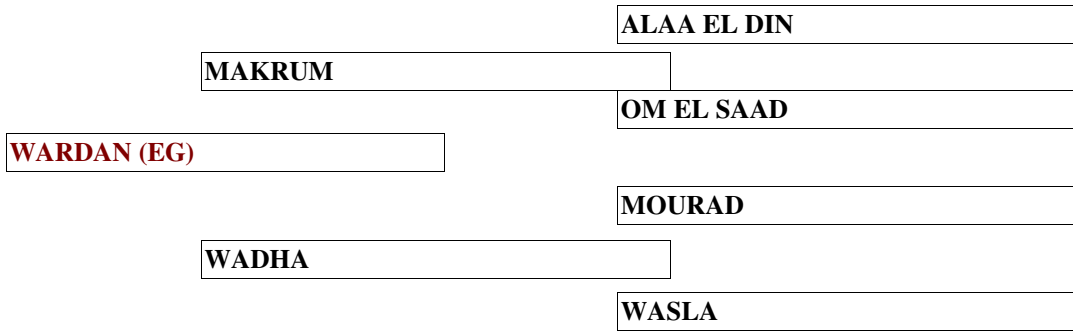 ALAA EL DIN
MAKRUM
OM EL SAAD
WARDAN (EG)
MOURAD
WADHA
WASLA